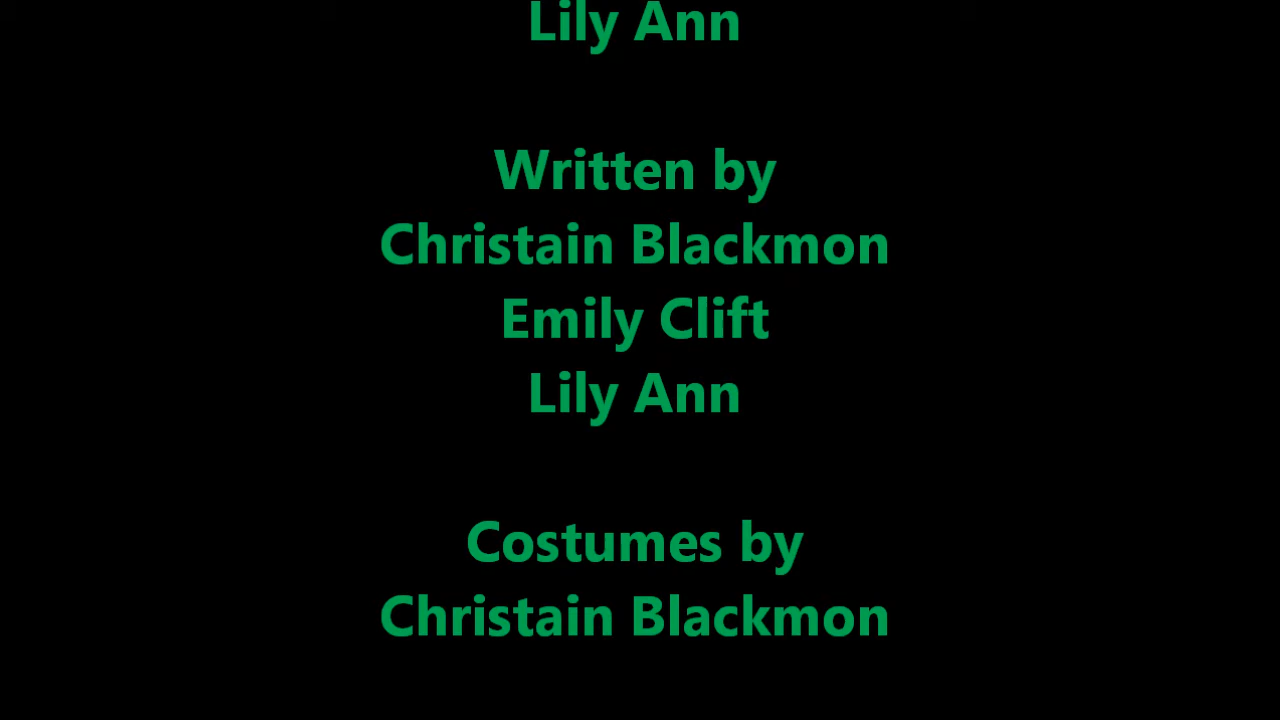 Lily Ann
Written by
Christain Blackmon
Emily Clift
Lily Ann
Costumes by
Christain Blackmon